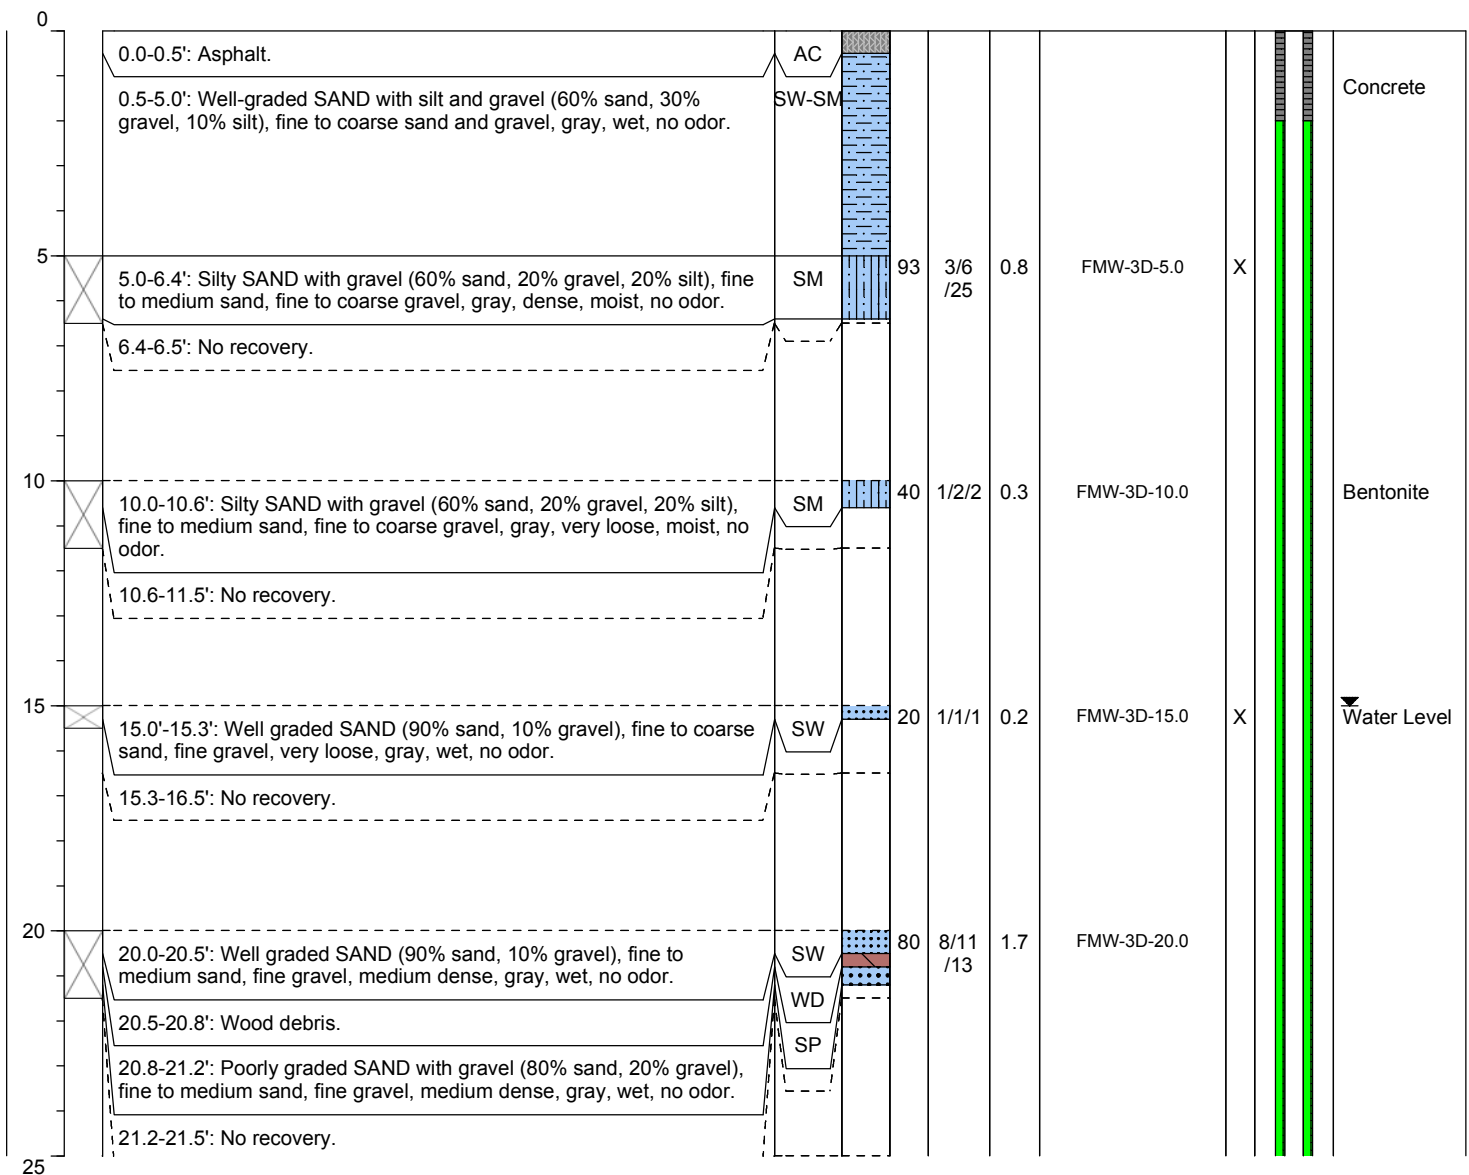 0
0.0-0.5': Asphalt.
AC
0.5-5.0': Well-graded SAND with silt and gravel (60% sand, 30%
gravel, 10% silt), fine to coarse sand and gravel, gray, wet, no odor.
SW-SM
Concrete
5
5.0-6.4': Silty SAND with gravel (60% sand, 20% gravel, 20% silt), fine
to medium sand, fine to coarse gravel, gray, dense, moist, no odor.
SM
93
3/6
/25
0.8
FMW-3D-5.0
X
6.4-6.5': No recovery.
10
10.0-10.6': Silty SAND with gravel (60% sand, 20% gravel, 20% silt),
fine to medium sand, fine to coarse gravel, gray, very loose, moist, no
odor.
SM
40
1/2/2
0.3
FMW-3D-10.0
Bentonite
10.6-11.5': No recovery.
15
15.0'-15.3': Well graded SAND (90% sand, 10% gravel), fine to coarse
sand, fine gravel, very loose, gray, wet, no odor.
SW
20
1/1/1
0.2
FMW-3D-15.0
X
Water Level
15.3-16.5': No recovery.
20
20.0-20.5': Well graded SAND (90% sand, 10% gravel), fine to
medium sand, fine gravel, medium dense, gray, wet, no odor.
SW
80
8/11
/13
1.7
FMW-3D-20.0
20.5-20.8': Wood debris.
WD
20.8-21.2': Poorly graded SAND with gravel (80% sand, 20% gravel),
fine to medium sand, fine gravel, medium dense, gray, wet, no odor.
SP
21.2-21.5': No recovery.
25